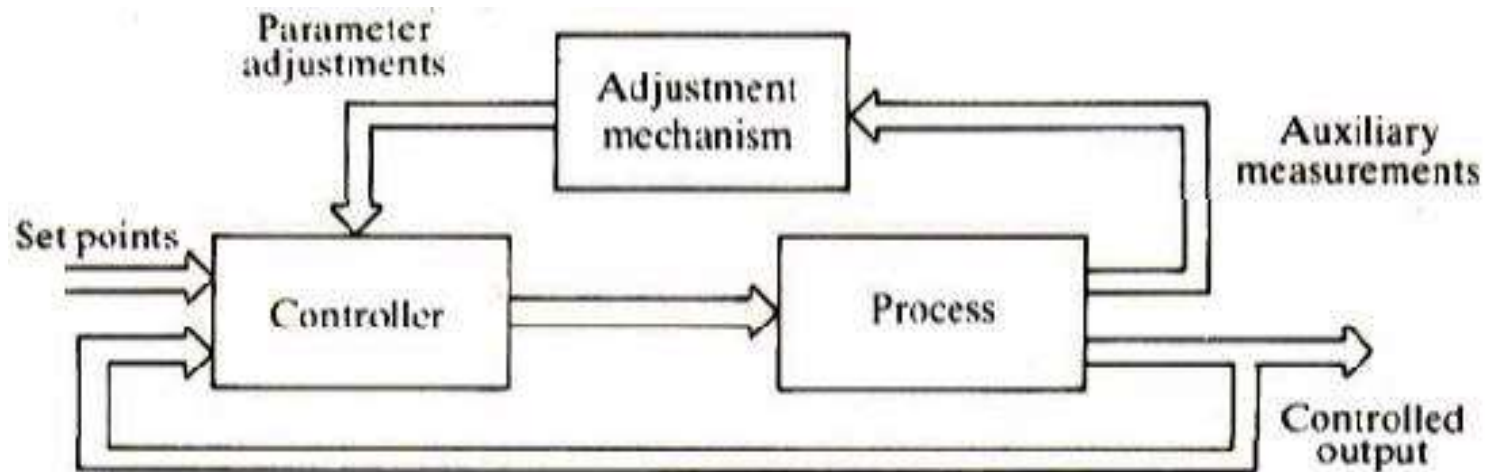 Parameter
adjustments
Adjustment
mechanism
Auxiliary
measurements
Set points
Controller
Process
Controlled
output